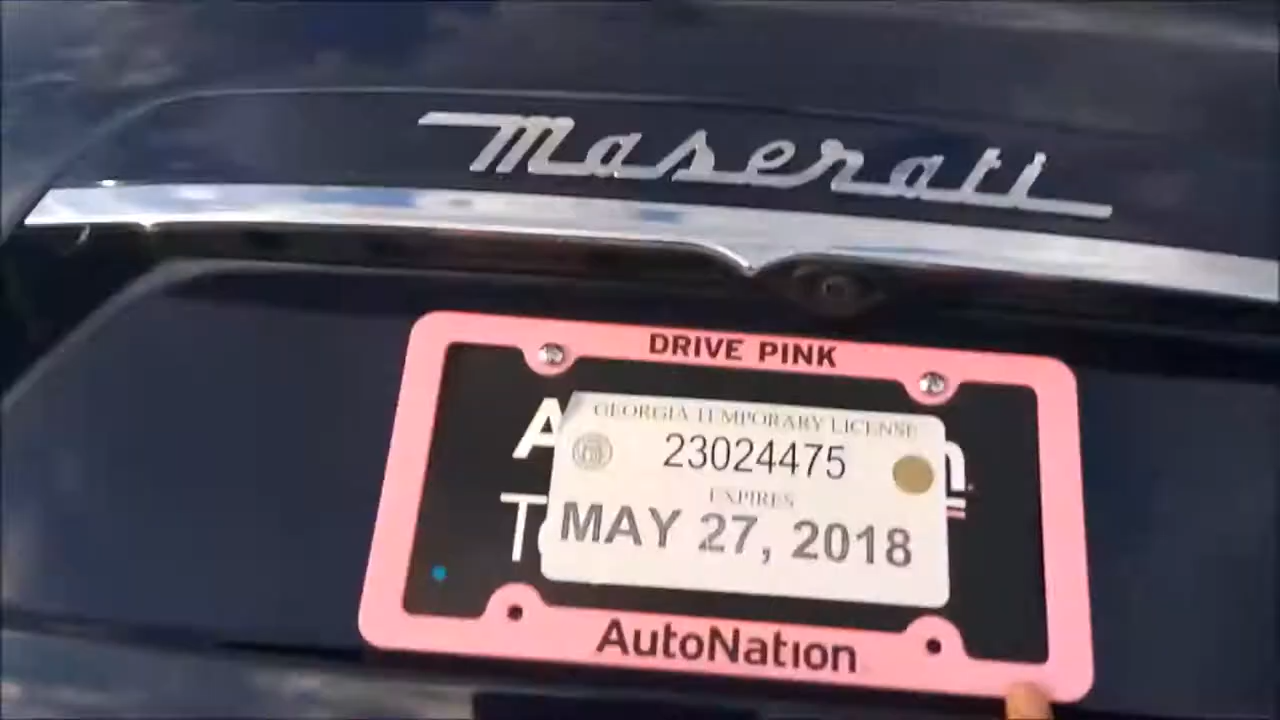 Maserati
DRIVE PINK
GEORGIA TEMPORARY LICENSE
23024475
EXPIRES
MAY 27, 2018
AutoNation